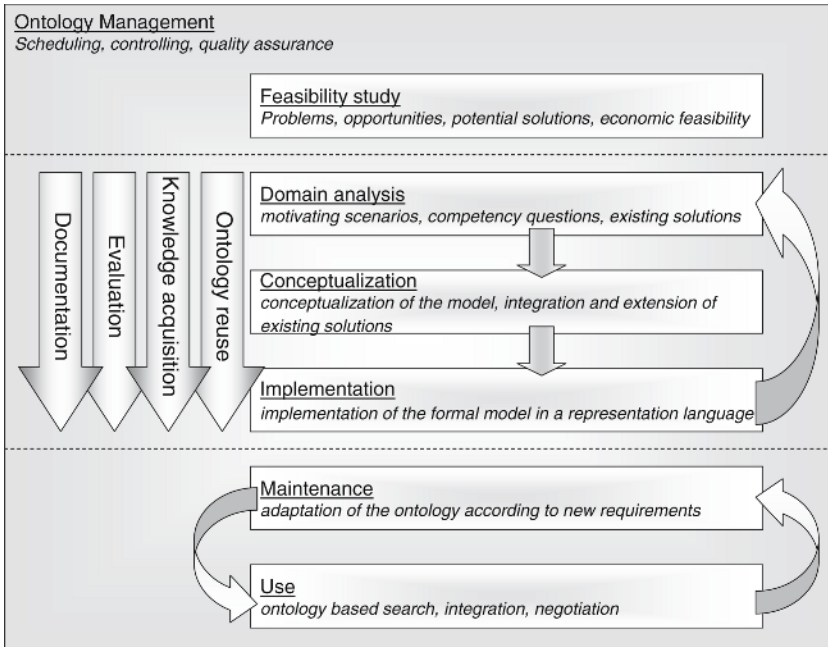 Ontology Management
Scheduling, controlling, quality assurance
Feasibility study
Problems, opportunities, potential solutions, economic feasibility
Documentation
Evaluation
Knowledge acquisition
Ontology reuse
Domain analysis
motivating scenarios, competency questions, existing solutions
Conceptualization
conceptualization of the model, integration and extension of
existing solutions
Implementation
implementation of the formal model in a representation language
Maintenance
adaptation of the ontology according to new requirements
Use
ontology based search, integration, negotiation